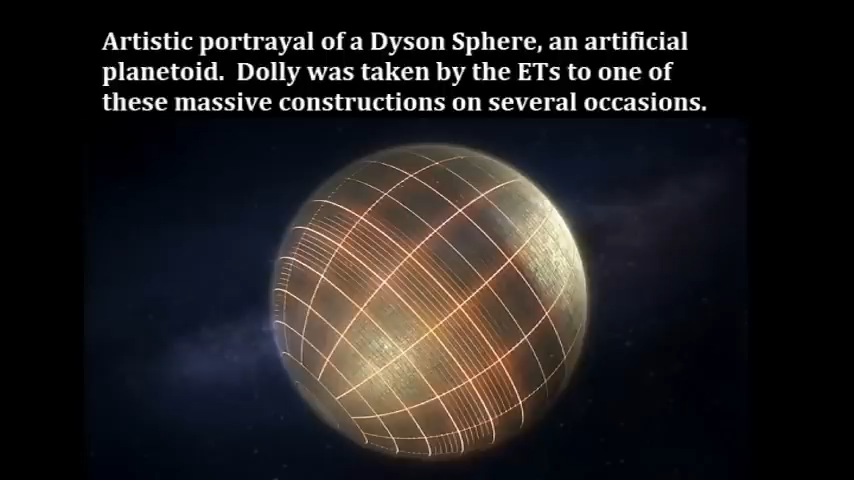 Artistic portrayal of a Dyson Sphere, an artificial
planetoid.  Dolly was taken by the ETs to one of
these massive constructions on several occasions.